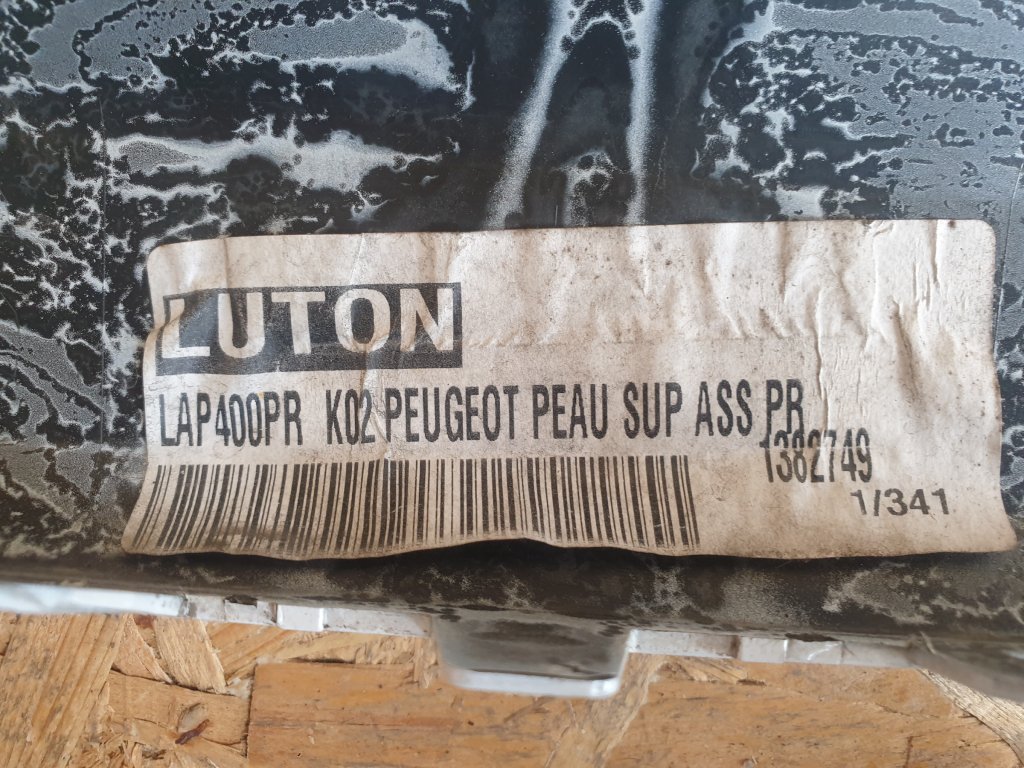 LUTON
LAP400PR K02 PEUGEOT PEAU SUP ASS PR
1382749
1/341